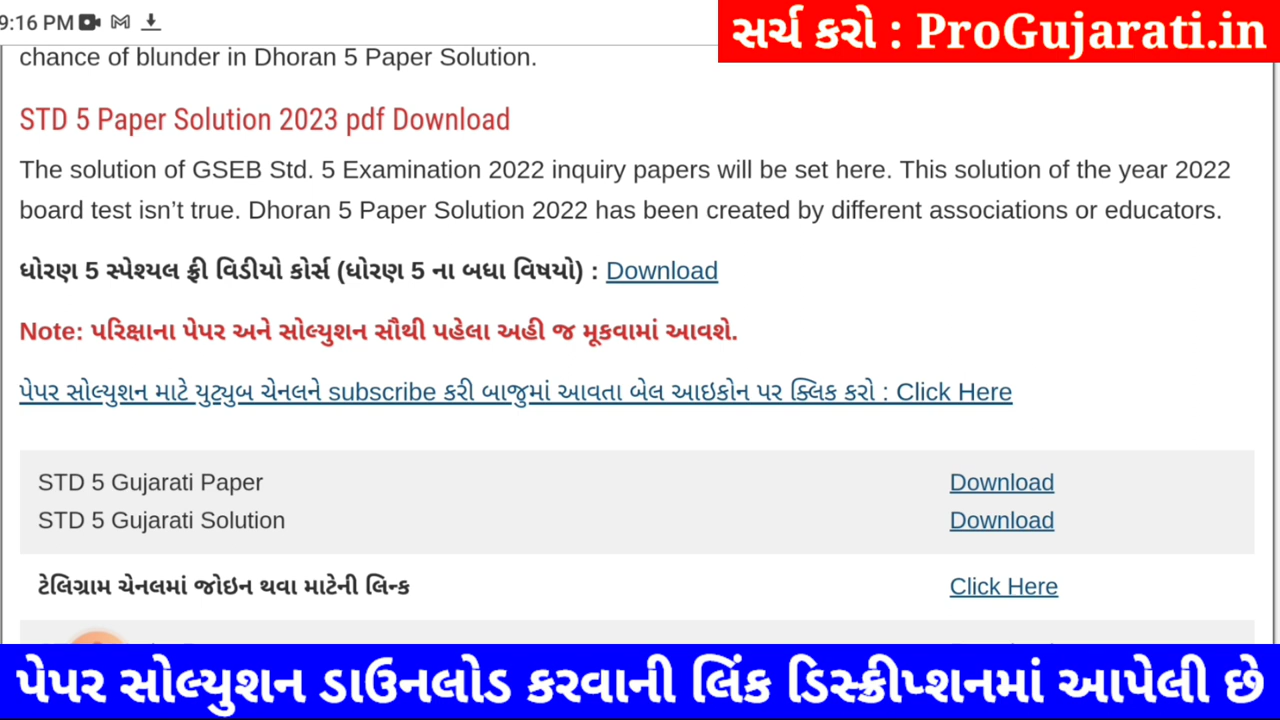 9:16 PM
સર્ચ કરો : ProGujarati.in
chance of blunder in Dhoran 5 Paper Solution.
STD 5 Paper Solution 2023 pdf Download
The solution of GSEB Std. 5 Examination 2022 inquiry papers will be set here. This solution of the year 2022
board test isn’t true. Dhoran 5 Paper Solution 2022 has been created by different associations or educators.
ધોરણ 5 સ્પેશ્યલ ફ્રી વિડીયો કોર્સ (ધોરણ 5 ના બધા વિષયો) : Download
Note: પરિક્ષાના પેપર અને સોલ્યુશન સૌથી પહેલા અહી જ મૂકવામાં આવશે.
પેપર સોલ્યુશન માટે યુટ્યુબ ચેનલને subscribe કરી બાજુમાં આવતા બેલ આઇકોન પર ક્લિક કરો : Click Here
STD 5 Gujarati Paper Download
STD 5 Gujarati Solution Download
ટેલિગ્રામ ચેનલમાં જોઇન થવા માટેની લિન્ક Click Here
પેપર સોલ્યુશન ડાઉનલોડ કરવાની લિંક ડિસ્ક્રીપ્શનમાં આપેલી છે